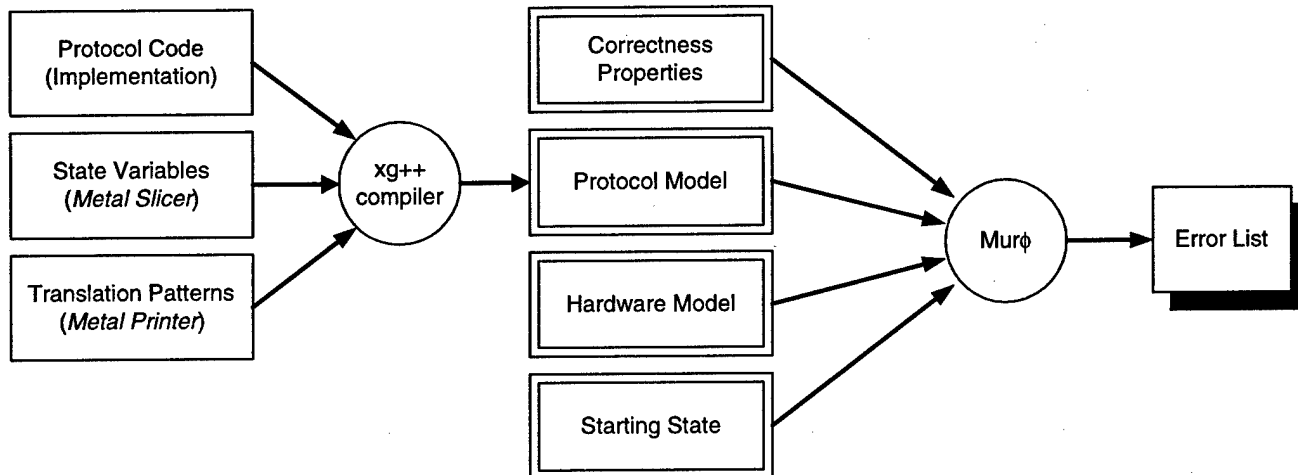 Protocol Code
(Implementation)
State Variables
(Metal Slicer)
Translation Patterns
(Metal Printer)
xg++
compiler
Correctness
Properties
Protocol Model
Hardware Model
Starting State
Murϕ
Error List